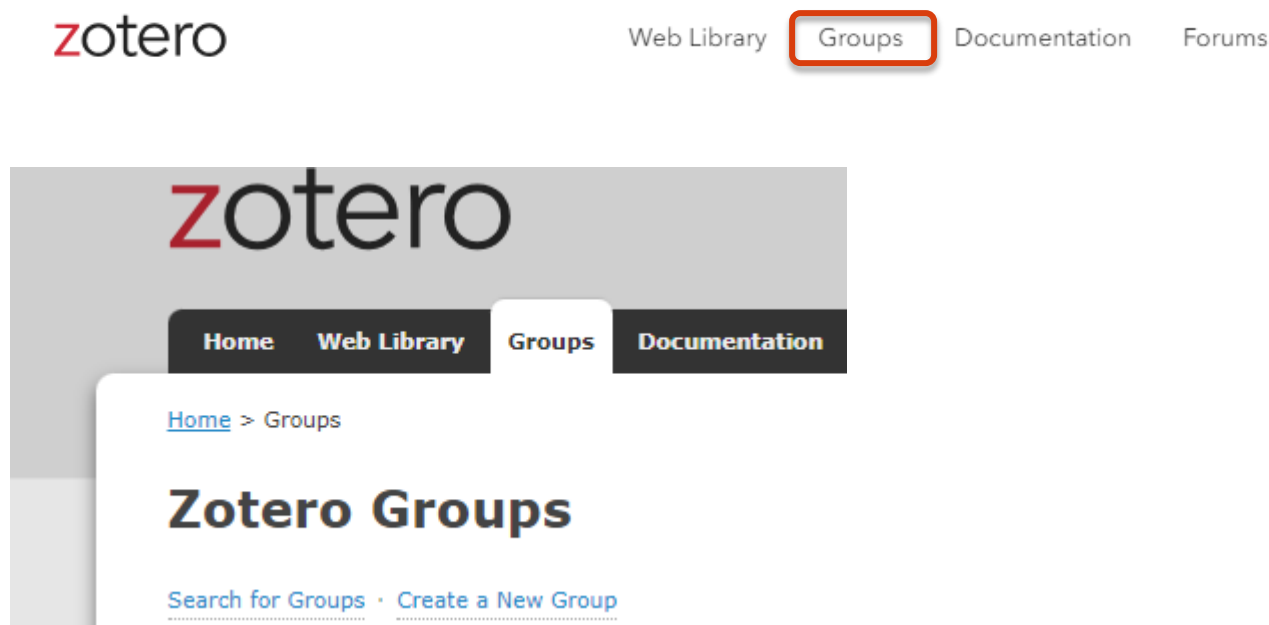 zotero Web Library Groups Documentation Forums
zotero
Home Web Library Groups Documentation
Home > Groups
Zotero Groups
Search for Groups · Create a New Group